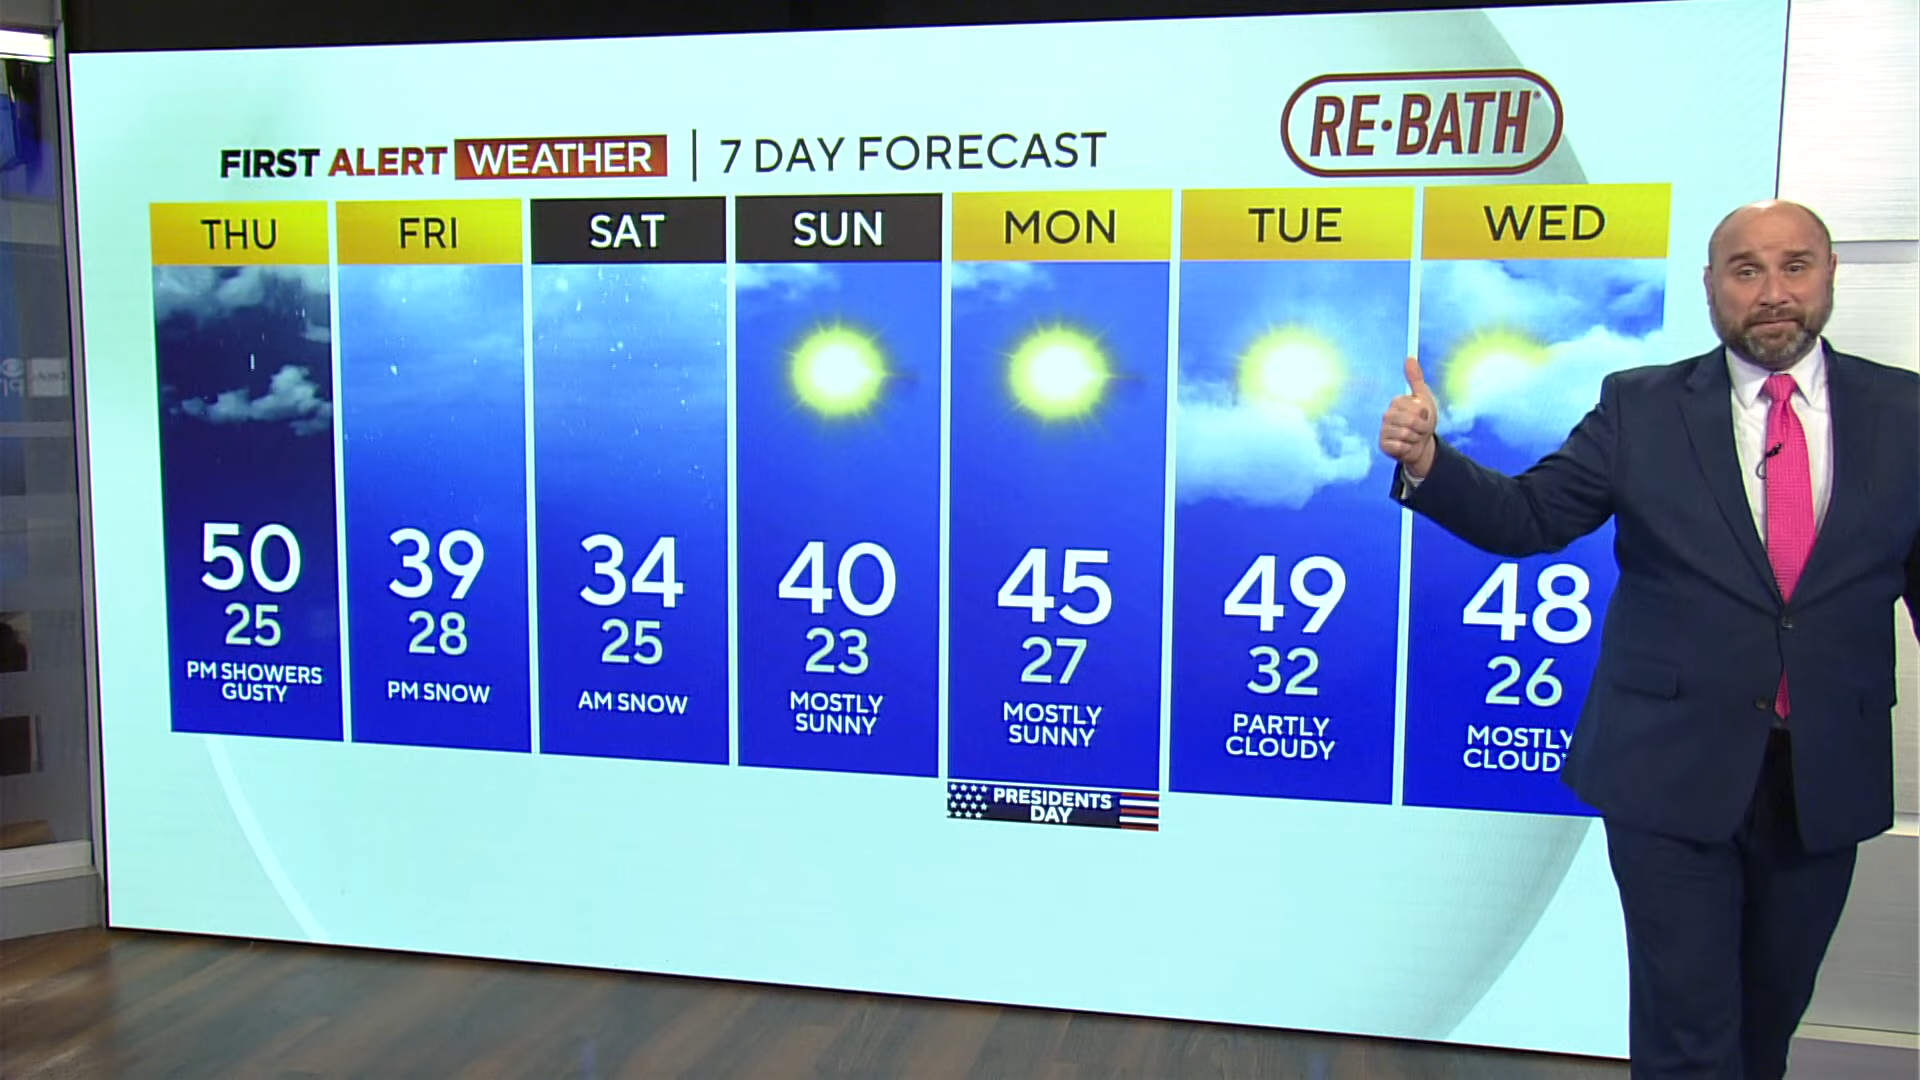 FIRST ALERT WEATHER | 7 DAY FORECAST
RE·BATH®
THU
50
25
PM SHOWERS
GUSTY
FRI
39
28
PM SNOW
SAT
34
25
AM SNOW
SUN
40
23
MOSTLY
SUNNY
MON
45
27
MOSTLY
SUNNY
PRESIDENTS
DAY
TUE
49
32
PARTLY
CLOUDY
WED
48
26
MOSTLY
CLOUDY